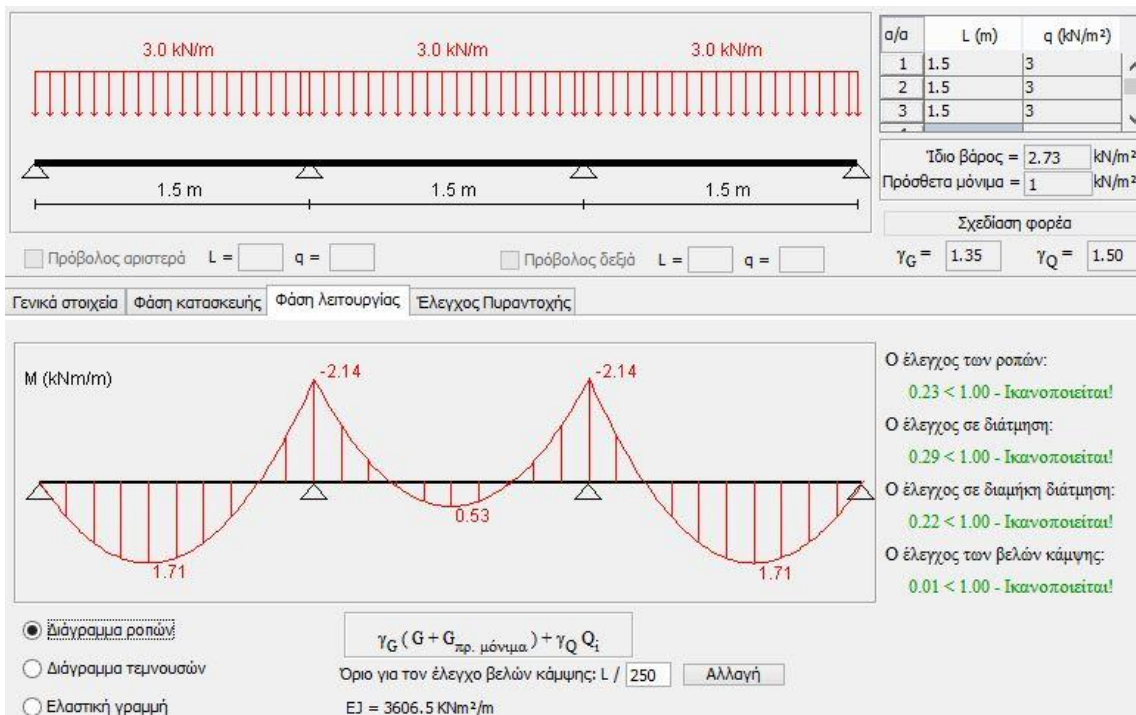 3.0 kN/m 3.0 kN/m 3.0 kN/m
1.5 m 1.5 m 1.5 m
Πρόβολος αριστερά L = q = Πρόβολος δεξιά L = q =
α/α L (m) q (kN/m²)
1 1.5 3
2 1.5 3
3 1.5 3
Ίδιο βάρος = 2.73 kN/m²
Πρόσθετα μόνιμα = 1 kN/m²
Σχεδίαση φορέα
γG = 1.35 γQ = 1.50
Γενικά στοιχεία Φάση κατασκευής Φάση λειτουργίας Έλεγχος Πυραντοχής
M (kNm/m)
-2.14 -2.14
0.53
1.71 1.71
Ο έλεγχος των ροπών:
0.23 < 1.00 - Ικανοποιείται!
Ο έλεγχος σε διάτμηση:
0.29 < 1.00 - Ικανοποιείται!
Ο έλεγχος σε διαμήκη διάτμηση:
0.22 < 1.00 - Ικανοποιείται!
Ο έλεγχος των βελών κάμψης:
0.01 < 1.00 - Ικανοποιείται!
Διάγραμμα ροπών
Διάγραμμα τεμνουσών
Ελαστική γραμμή
γG ( G + Gπρ. μόνιμα ) + γQ Qi
Όριο για τον έλεγχο βελών κάμψης: L / 250 Αλλαγή
EJ = 3606.5 KNm²/m